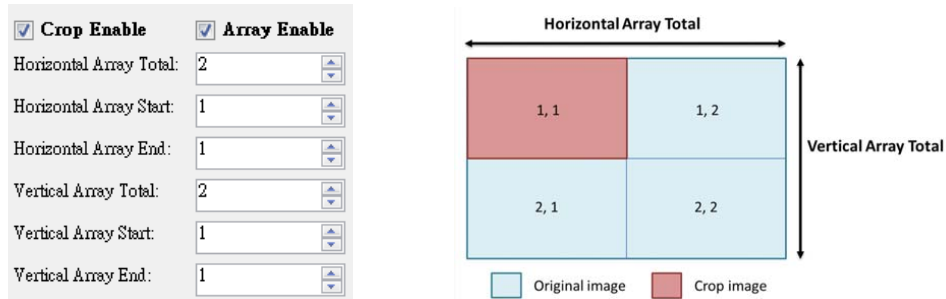 Crop Enable Array Enable
Horizontal Array Total: 2
Horizontal Array Start: 1
Horizontal Array End: 1
Vertical Array Total: 2
Vertical Array Start: 1
Vertical Array End: 1
Horizontal Array Total
1, 1 1, 2
Vertical Array Total
2, 1 2, 2
Original image Crop image